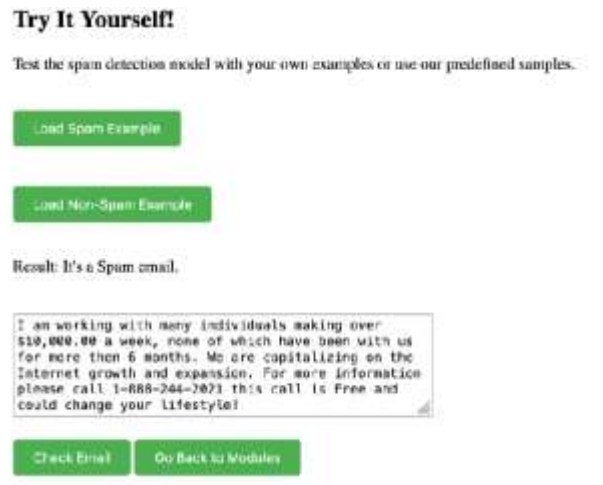 Try It Yourself!
Test the spam detection model with your own examples or use our predefined samples.
Load Spam Example
Load Non-Spam Example
Result: It's a Spam email.
I am working with many individuals making over
$10,000.00 a week, none of which have been with us
for more then 6 months. We are capitalizing on the
Internet growth and expansion. For more information
please call 1-888-244-2021 this call is Free and
could change your lifestyle!
Check Email
Go Back to Modules